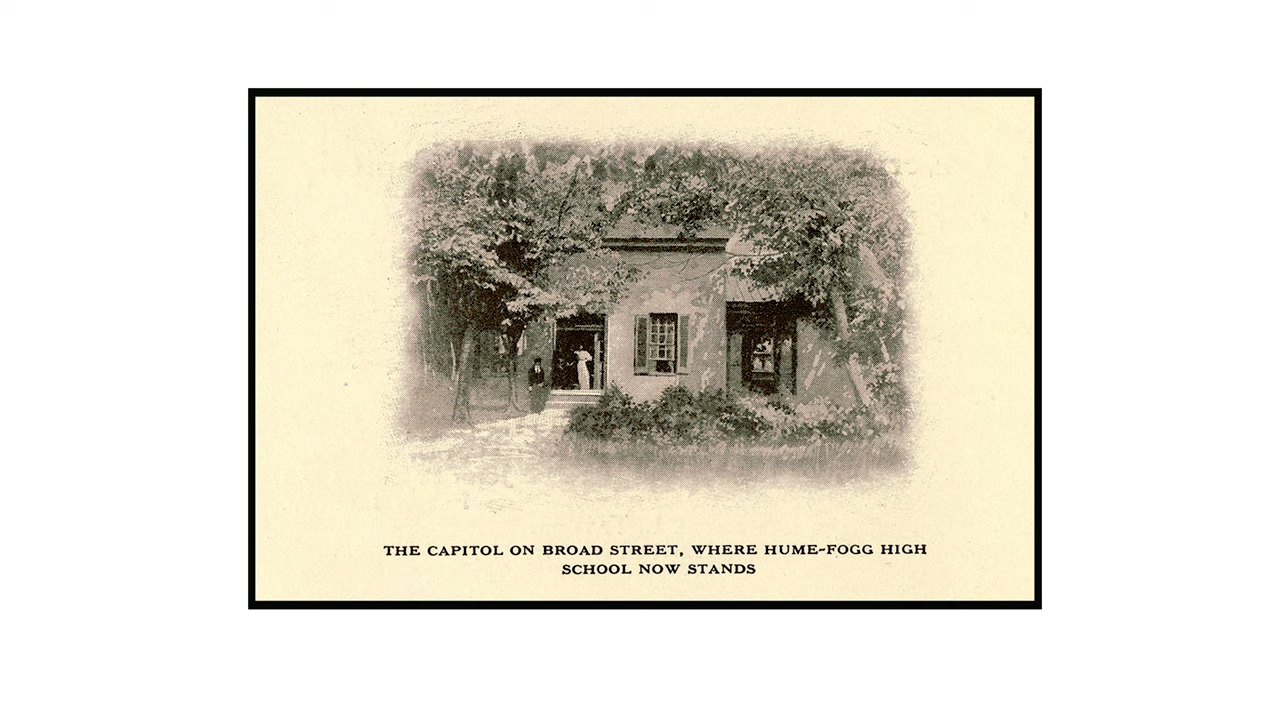 THE CAPITOL ON BROAD STREET, WHERE HUME-FOGG HIGH
SCHOOL NOW STANDS